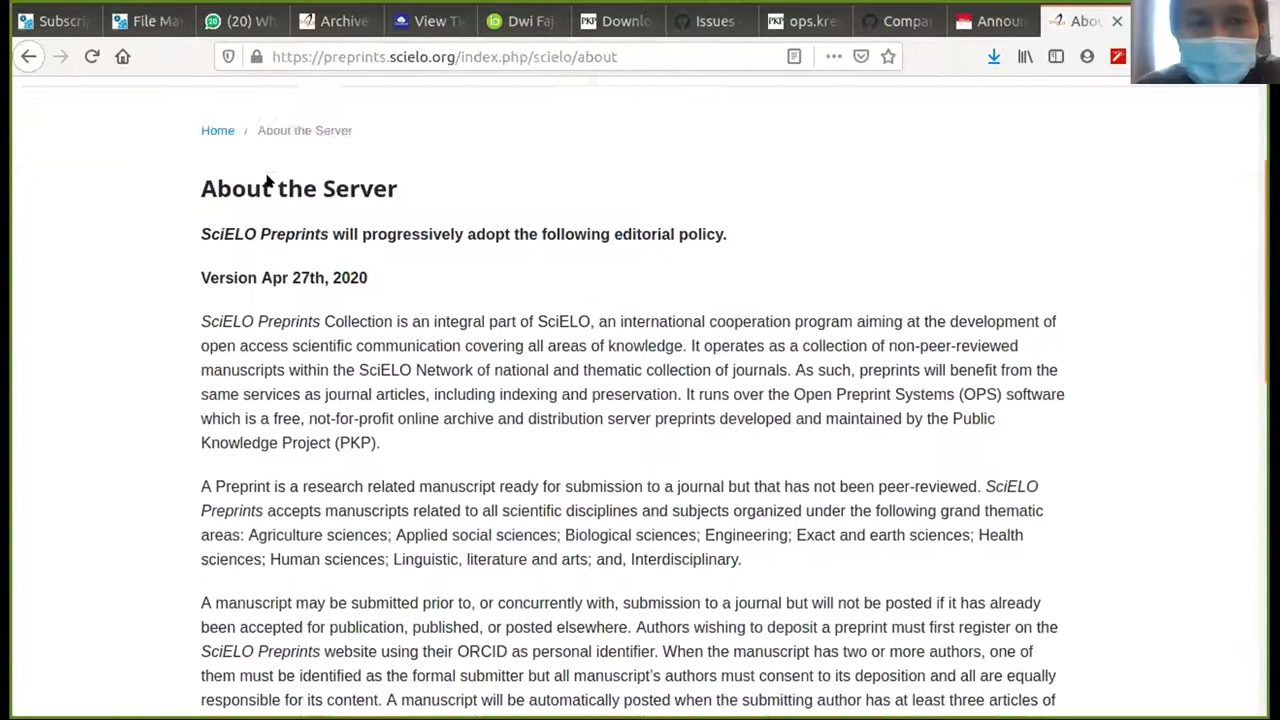 Subscrip
File Ma
(20) Wh
Archive
View Th
Dwi Faj
PKP Downlo
Issues
PKP ops.kre
Compa
Announ
Abou
https://preprints.scielo.org/index.php/scielo/about
Home / About the Server
About the Server
SciELO Preprints will progressively adopt the following editorial policy.
Version Apr 27th, 2020
SciELO Preprints Collection is an integral part of SciELO, an international cooperation program aiming at the development of
open access scientific communication covering all areas of knowledge. It operates as a collection of non-peer-reviewed
manuscripts within the SciELO Network of national and thematic collection of journals. As such, preprints will benefit from the
same services as journal articles, including indexing and preservation. It runs over the Open Preprint Systems (OPS) software
which is a free, not-for-profit online archive and distribution server preprints developed and maintained by the Public
Knowledge Project (PKP).
A Preprint is a research related manuscript ready for submission to a journal but that has not been peer-reviewed. SciELO
Preprints accepts manuscripts related to all scientific disciplines and subjects organized under the following grand thematic
areas: Agriculture sciences; Applied social sciences; Biological sciences; Engineering; Exact and earth sciences; Health
sciences; Human sciences; Linguistic, literature and arts; and, Interdisciplinary.
A manuscript may be submitted prior to, or concurrently with, submission to a journal but will not be posted if it has already
been accepted for publication, published, or posted elsewhere. Authors wishing to deposit a preprint must first register on the
SciELO Preprints website using their ORCID as personal identifier. When the manuscript has two or more authors, one of
them must be identified as the formal submitter but all manuscript's authors must consent to its deposition and all are equally
responsible for its content. A manuscript will be automatically posted when the submitting author has at least three articles of